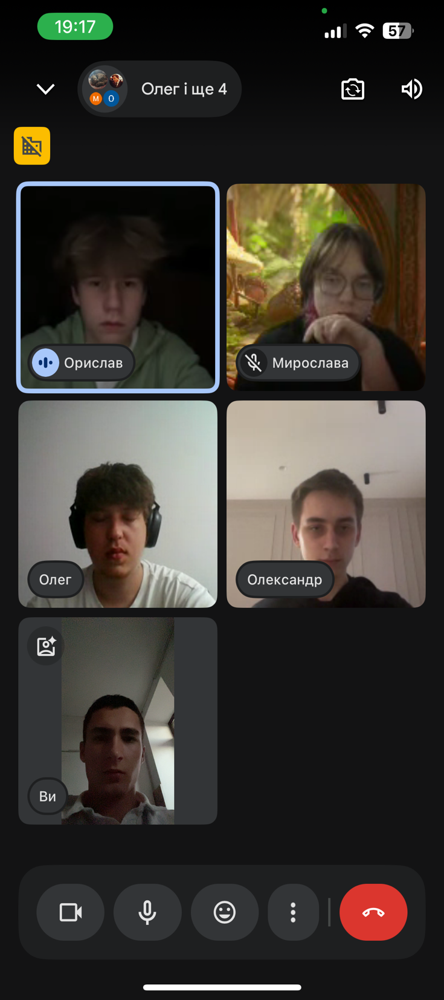 19:17
57
Олег і ще 4
М
О
Орислав
Мирослава
Олег
Олександр
Ви